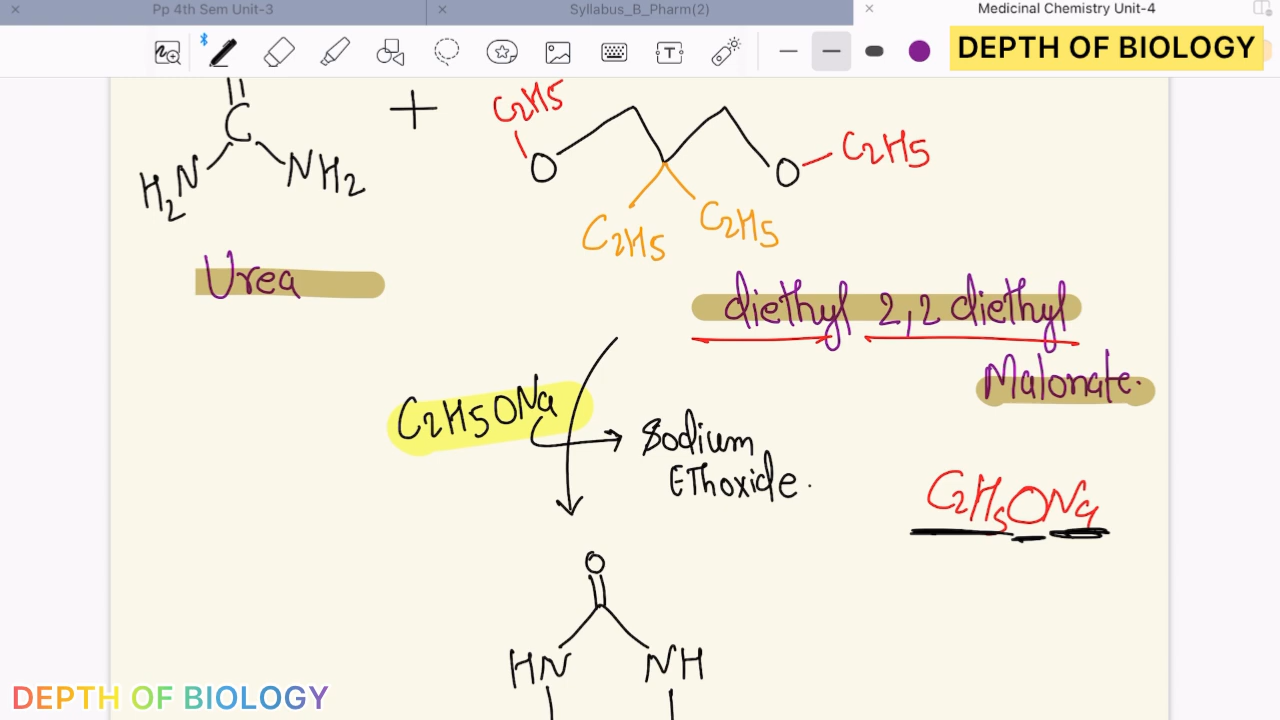 Pp 4th Sem Unit-3
Syllabus_B_Pharm(2)
Medicinal Chemistry Unit-4
DEPTH OF BIOLOGY
C
H2N
NH2
+
C2H5
O
O
C2H5
C2H5
C2H5
Urea
diethyl 2,2 diethyl
Malonate.
C2H5ONa
Sodium
EThoxide.
C2H5ONa
O
HN
NH
DEPTH OF BIOLOGY